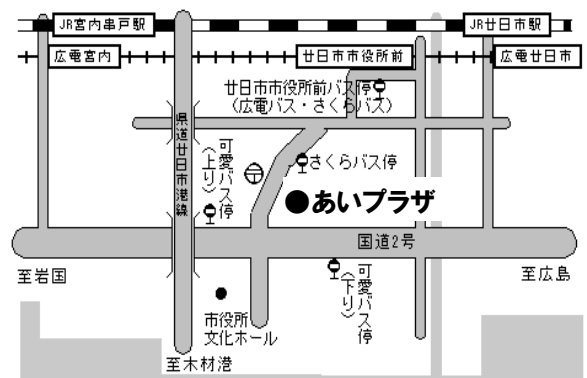 JR宮内串戸駅
JR廿日市駅
広電宮内
廿日市市役所前
広電廿日市
廿日市市役所前バス停
（広電バス・さくらバス）
県道廿日市港線
可愛バス停
（上り）
さくらバス停
●あいプラザ
国道2号
至岩国
至広島
可愛バス停
（下り）
市役所
文化ホール
至木材港